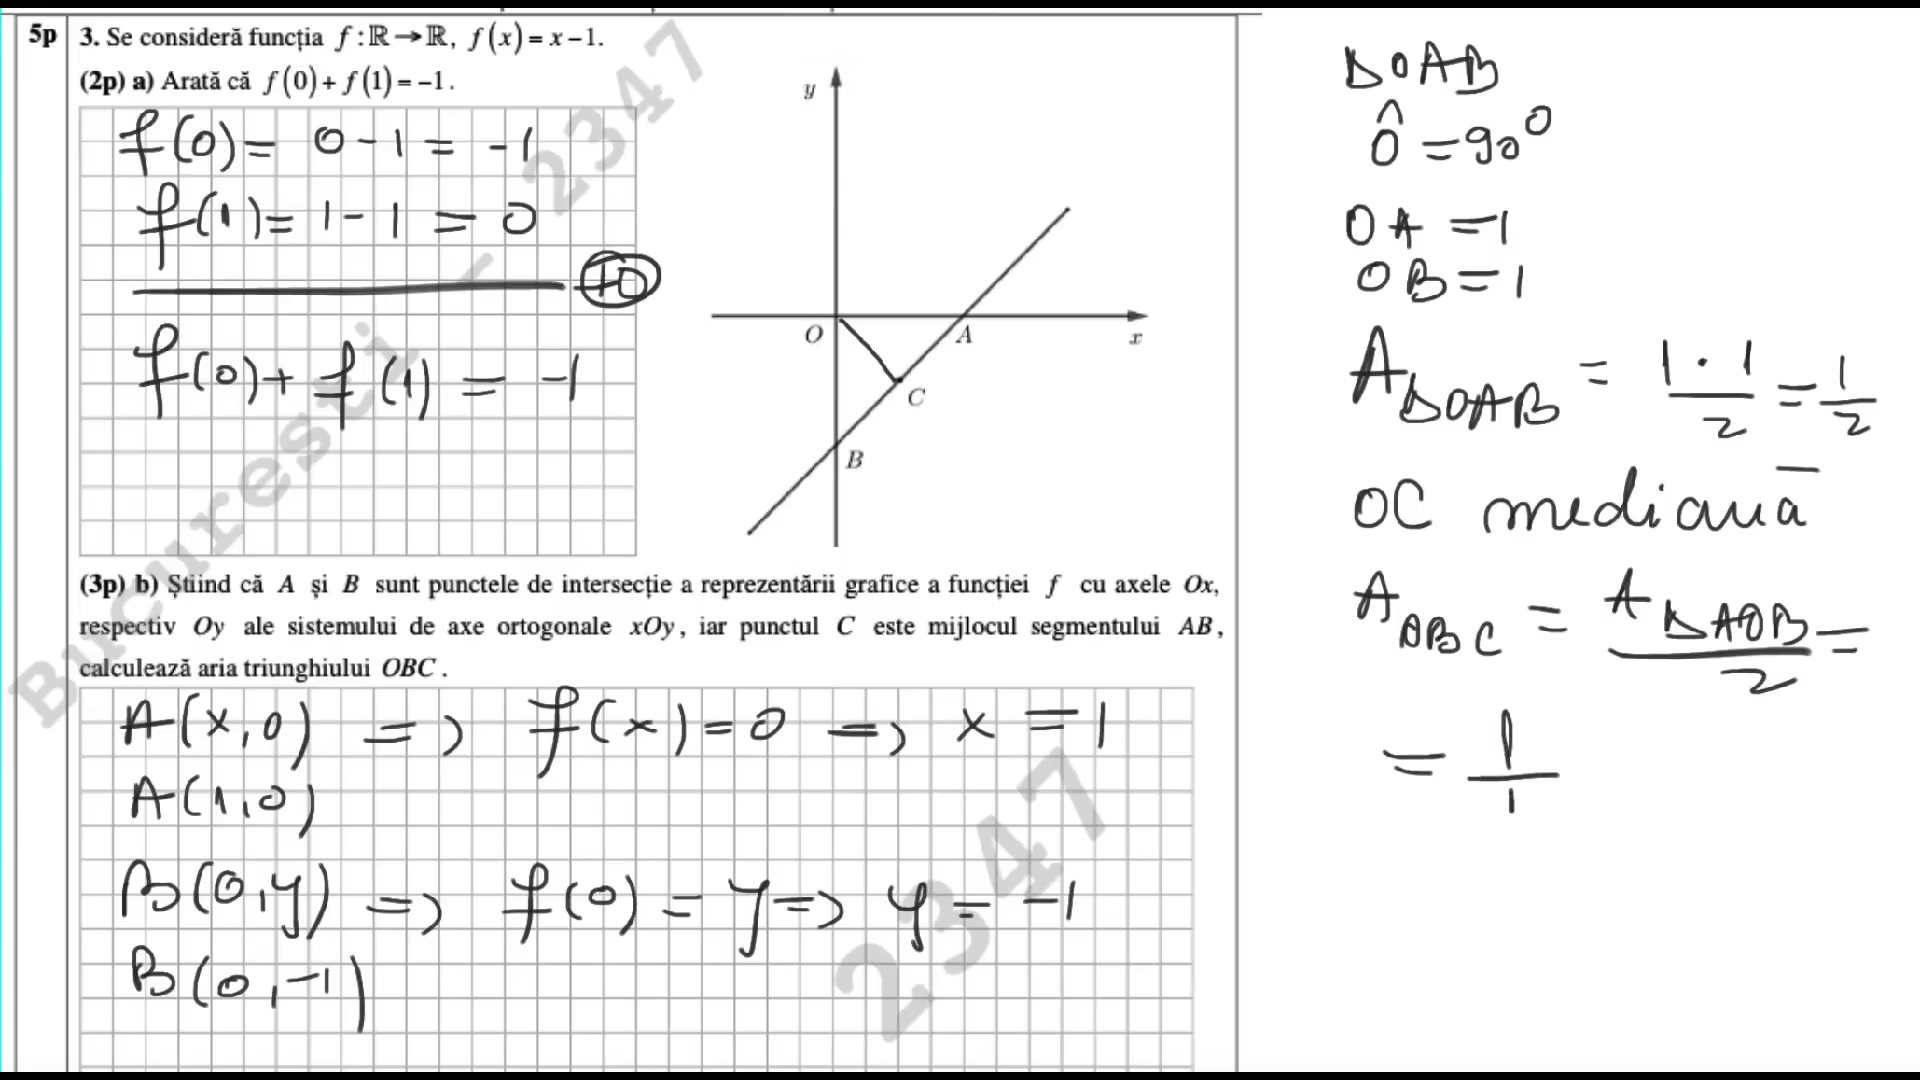 5p
3. Se consideră funcția f : ℝ → ℝ, f(x) = x − 1.
(2p) a) Arată că f(0) + f(1) = −1.
f(0) = 0 - 1 = -1
f(1) = 1 - 1 = 0
f(0) + f(1) = -1
y
O
A
x
C
B
(3p) b) Știind că A și B sunt punctele de intersecție a reprezentării grafice a funcției f cu axele Ox,
respectiv Oy ale sistemului de axe ortogonale xOy, iar punctul C este mijlocul segmentului AB,
calculează aria triunghiului OBC.
A(x,0) => f(x) = 0 => x = 1
A(1,0)
B(0,y) => f(0) = y => y = -1
B(0,-1)
București - 2347
2347
ΔOAB
Ô = 90°
OA = 1
OB = 1
A ΔOAB = 1·1/2 = 1/2
OC mediană
A OBC = A ΔAOB/2 =
= 1/1